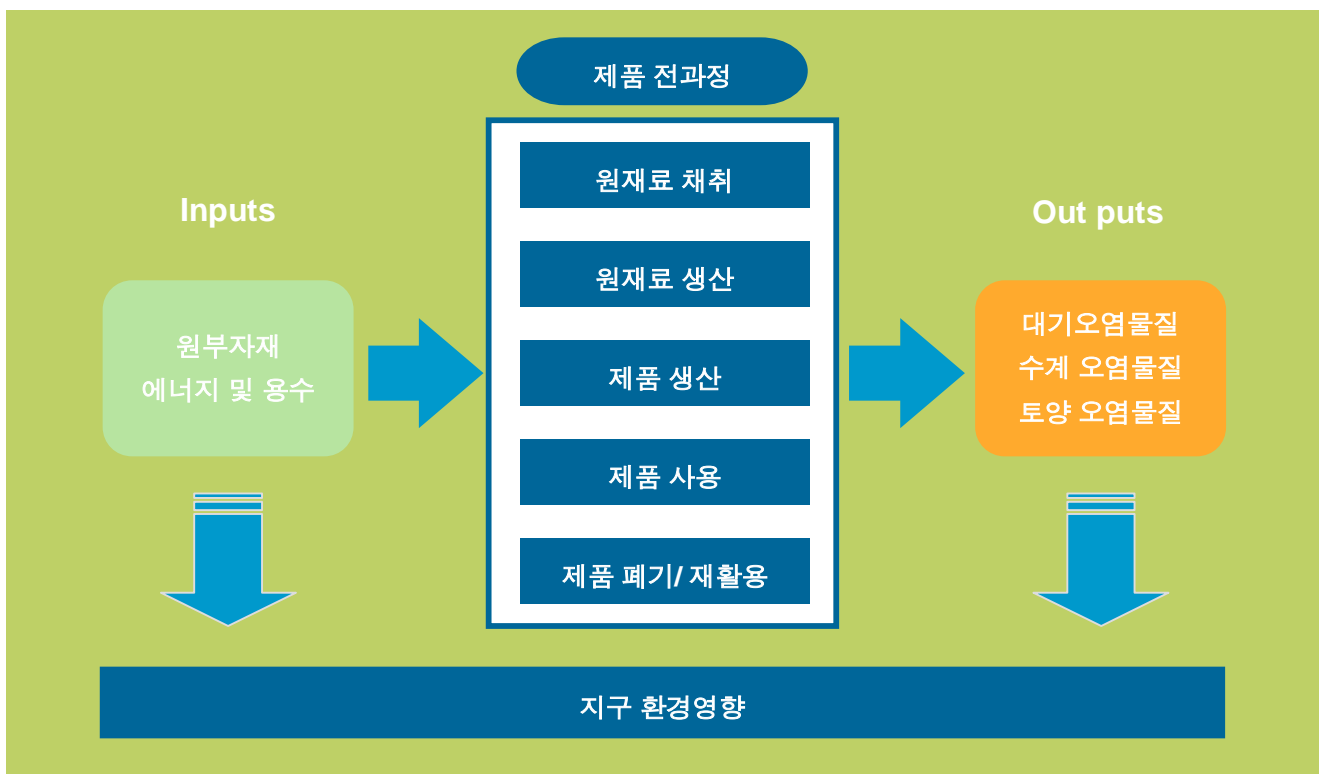 제품 전과정
Inputs
원부자재
에너지 및 용수
원재료 채취
원재료 생산
제품 생산
제품 사용
제품 폐기/ 재활용
Out puts
대기오염물질
수계 오염물질
토양 오염물질
지구 환경영향